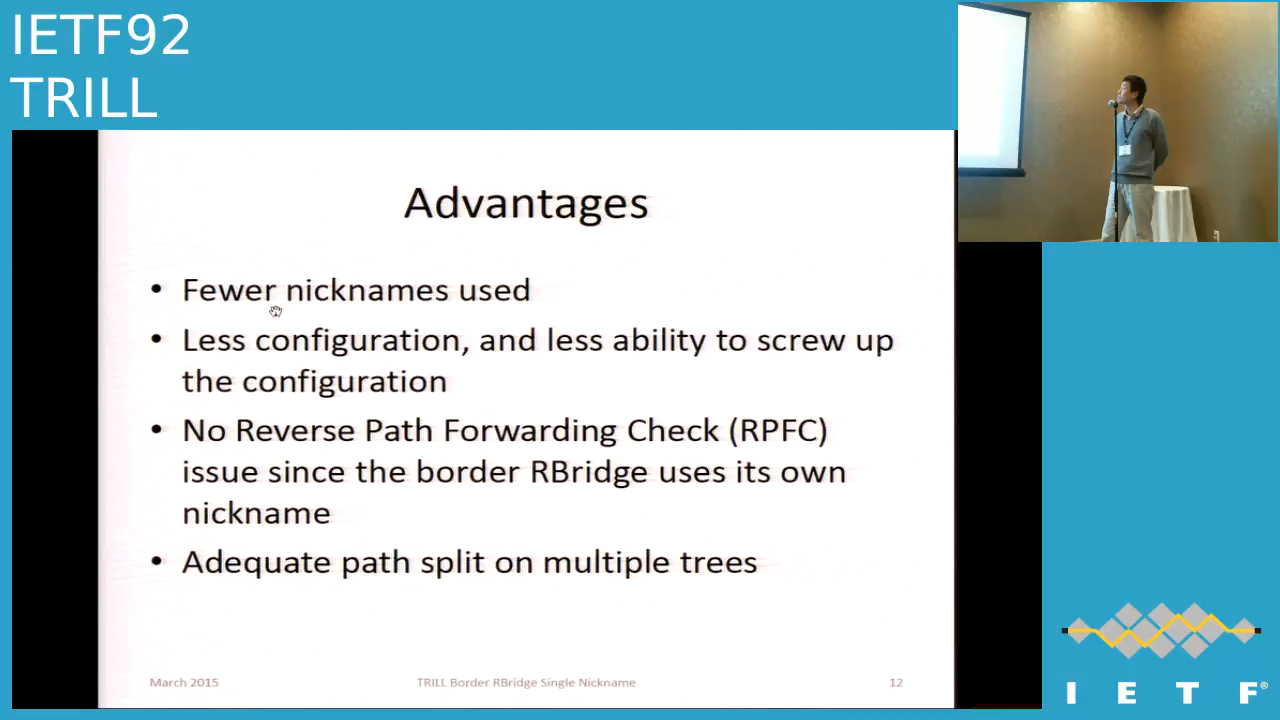 IETF92
TRILL
Advantages
• Fewer nicknames used
• Less configuration, and less ability to screw up
the configuration
• No Reverse Path Forwarding Check (RPFC)
issue since the border RBridge uses its own
nickname
• Adequate path split on multiple trees
March 2015
TRILL Border RBridge Single Nickname
12
I E T F®